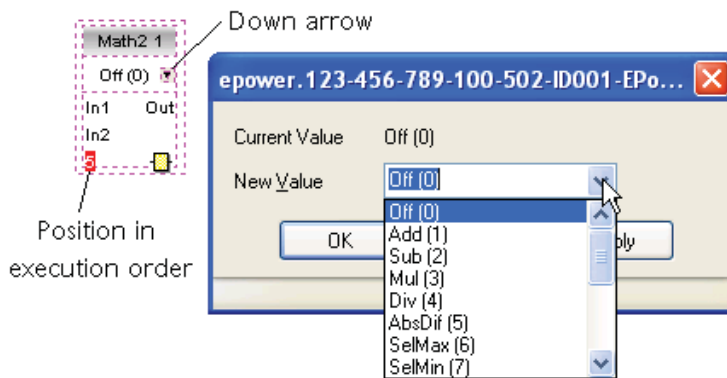 Down arrow
Math2 1
Off (0)
In1 Out
In2
5
Position in
execution order
epower.123-456-789-100-502-ID001-EPo...
Current Value Off (0)
New Value Off (0)
Off (0)
Add (1)
Sub (2)
Mul (3)
Div (4)
AbsDif (5)
SelMax (6)
SelMin (7)
OK